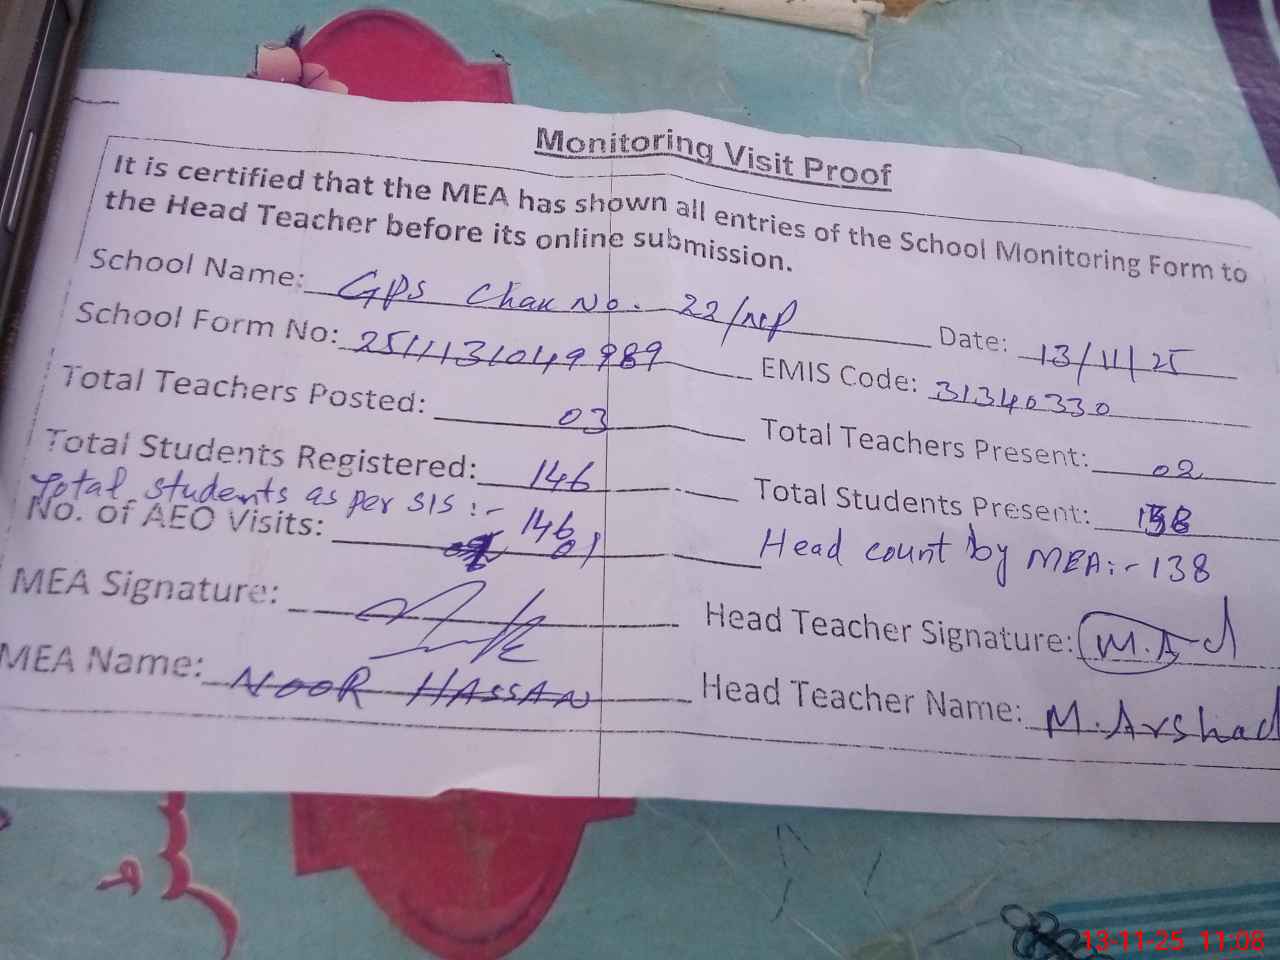 Monitoring Visit Proof
It is certified that the MEA has shown all entries of the School Monitoring Form to
the Head Teacher before its online submission.
School Name: GPS Chak No. 22/ Date: 13/11/25
School Form No: 251113104 9989 EMIS Code: 31340330
Total Teachers Posted: 03 Total Teachers Present: 02
Total Students Registered: 146 Total Students Present:
Total students as per SIS :- 146 Head count by MEA:- 138
No. of AEO Visits: 01
MEA Signature: Head Teacher Signature: M.A
MEA Name: NOOR HASSAN Head Teacher Name: M. Arshad
13-11-25 11:08